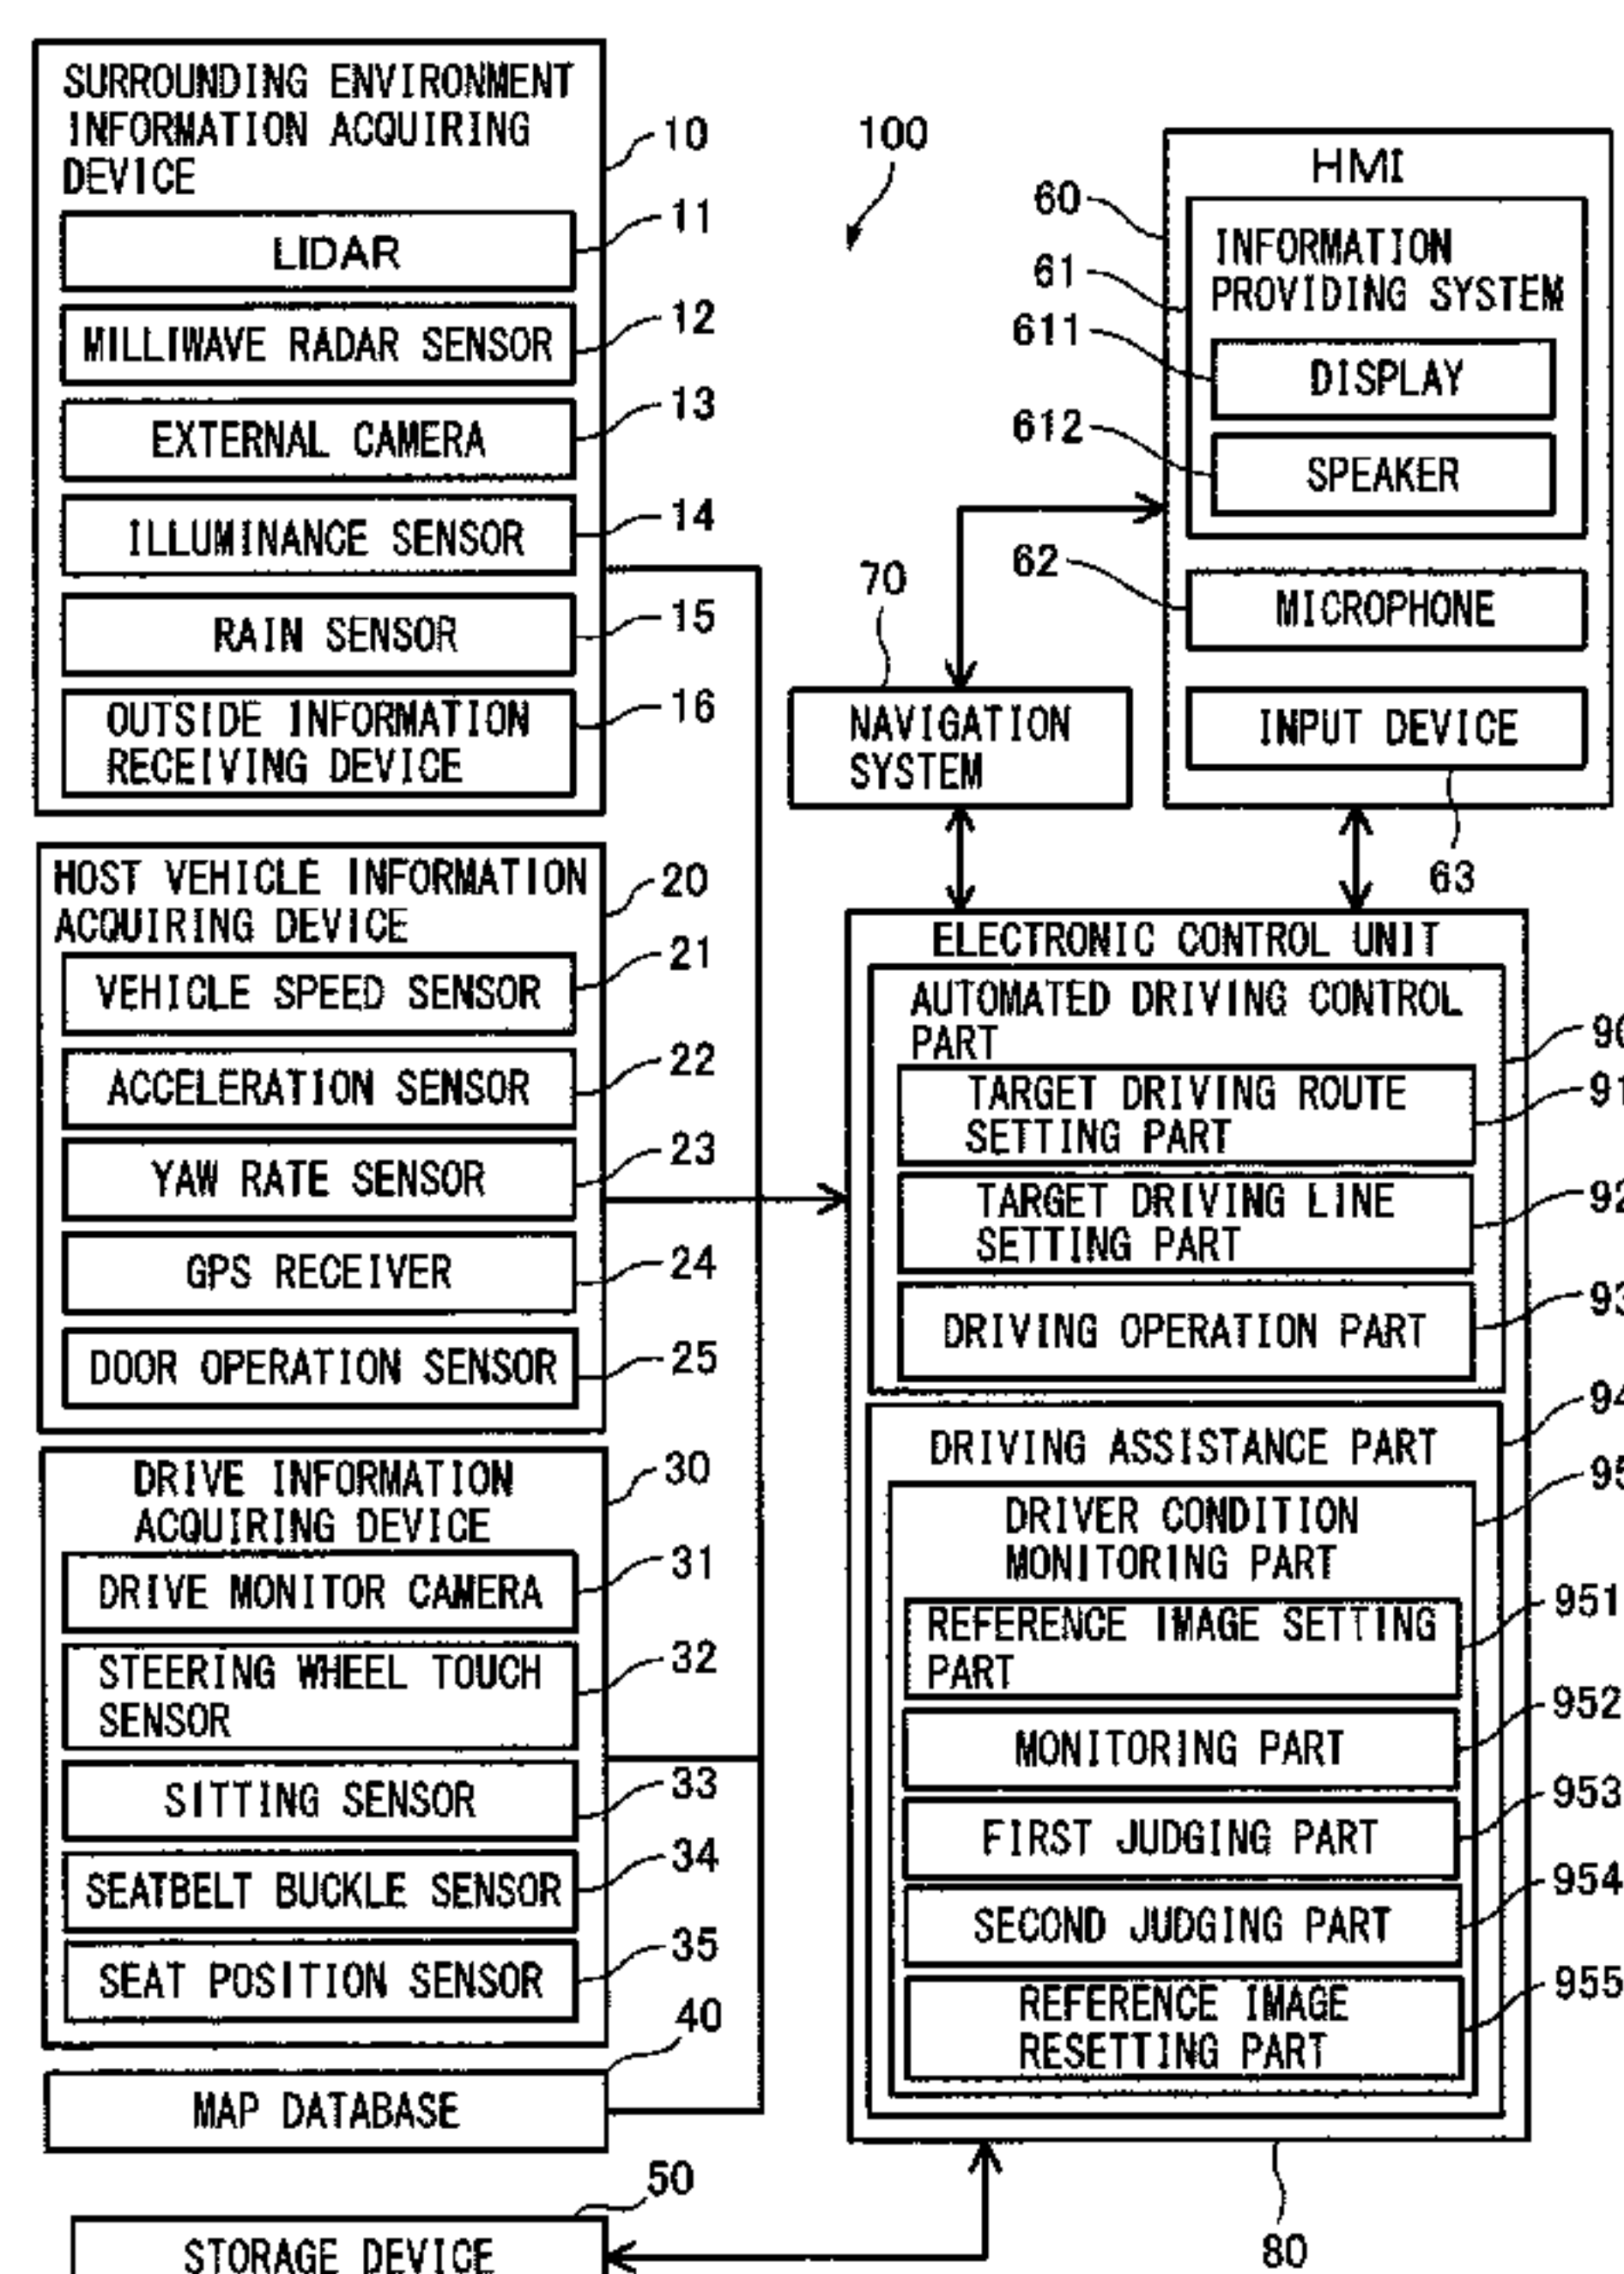 SURROUNDING ENVIRONMENT
INFORMATION ACQUIRING
DEVICE
10
LIDAR
11
MILLIWAVE RADAR SENSOR
12
EXTERNAL CAMERA
13
ILLUMINANCE SENSOR
14
RAIN SENSOR
15
OUTSIDE INFORMATION
RECEIVING DEVICE
16
HOST VEHICLE INFORMATION
ACQUIRING DEVICE
20
VEHICLE SPEED SENSOR
21
ACCELERATION SENSOR
22
YAW RATE SENSOR
23
GPS RECEIVER
24
DOOR OPERATION SENSOR
25
DRIVE INFORMATION
ACQUIRING DEVICE
30
DRIVE MONITOR CAMERA
31
STEERING WHEEL TOUCH
SENSOR
32
SITTING SENSOR
33
SEATBELT BUCKLE SENSOR
34
SEAT POSITION SENSOR
35
40
MAP DATABASE
50
STORAGE DEVICE
100
HMI
60
INFORMATION
PROVIDING SYSTEM
61
611
DISPLAY
612
SPEAKER
62
MICROPHONE
INPUT DEVICE
63
70
NAVIGATION
SYSTEM
ELECTRONIC CONTROL UNIT
AUTOMATED DRIVING CONTROL
PART
90
TARGET DRIVING ROUTE
SETTING PART
91
TARGET DRIVING LINE
SETTING PART
92
DRIVING OPERATION PART
93
94
DRIVING ASSISTANCE PART
95
DRIVER CONDITION
MONITORING PART
REFERENCE IMAGE SETTING
PART
951
MONITORING PART
952
FIRST JUDGING PART
953
SECOND JUDGING PART
954
REFERENCE IMAGE
RESETTING PART
955
80